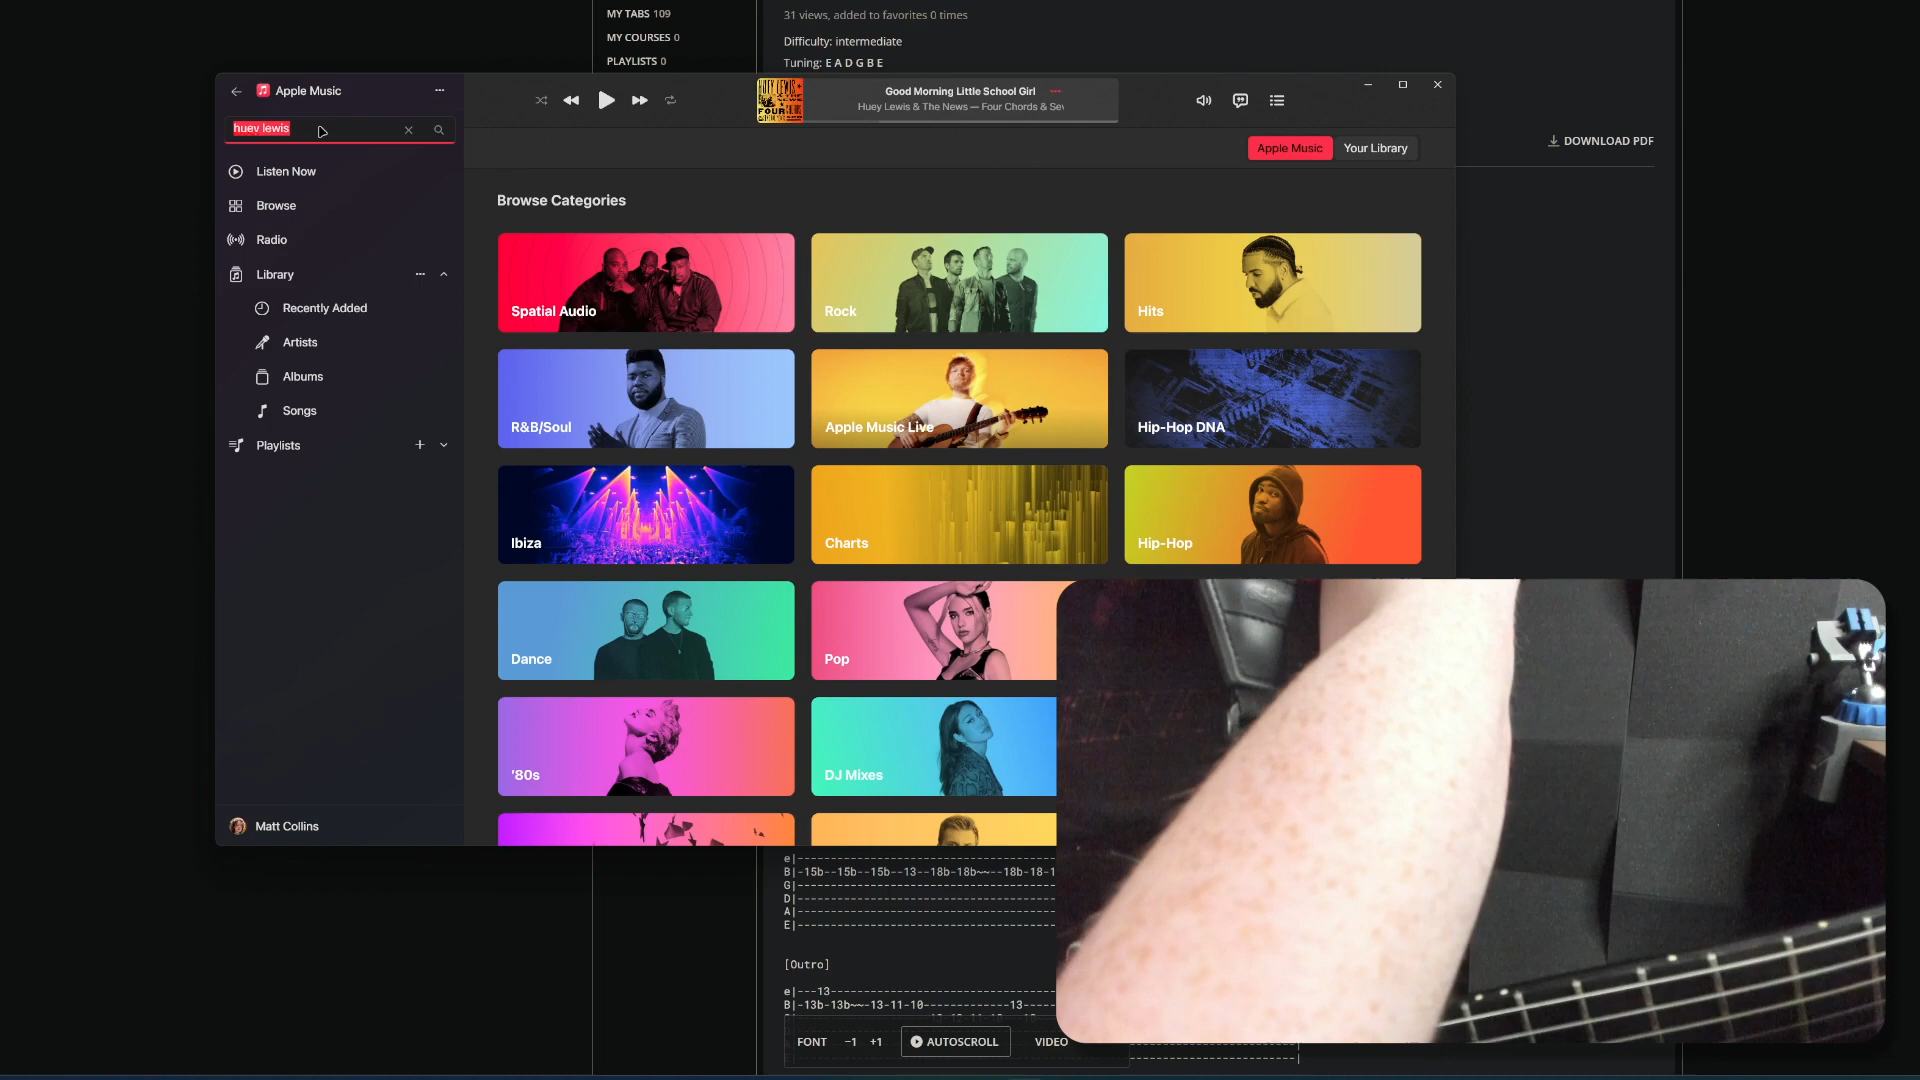 MY TABS 109
MY COURSES 0
PLAYLISTS 0
31 views, added to favorites 0 times
Difficulty: intermediate
Tuning: E A D G B E
DOWNLOAD PDF
Apple Music
huey lewis
Listen Now
Browse
Radio
Library
Recently Added
Artists
Albums
Songs
Playlists
Matt Collins
HUEY LEWIS
FOUR
Good Morning Little School Girl
Huey Lewis & The News — Four Chords & Se
Apple Music
Your Library
Browse Categories
Spatial Audio
Rock
Hits
R&B/Soul
Apple Music Live
Hip-Hop DNA
Ibiza
Charts
Hip-Hop
Dance
Pop
'80s
DJ Mixes
e|---------------------------------------
B|-15b--15b--15b--13--18b-18b~~--18b-18-1
G|---------------------------------------
D|---------------------------------------
A|---------------------------------------
E|---------------------------------------
[Outro]
e|---13----------------------------------
B|-13b-13b~~-13-11-10-------------13-----
FONT −1 +1
AUTOSCROLL
VIDEO